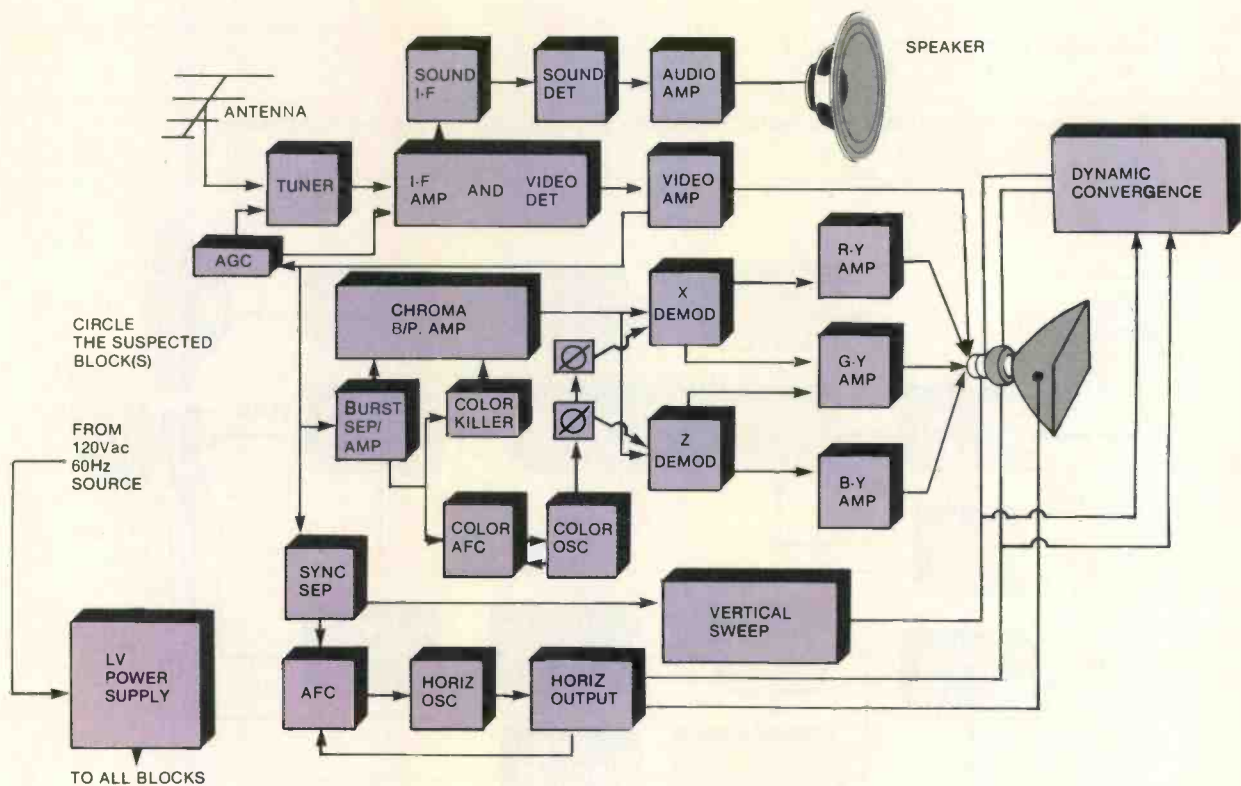 SPEAKER
SOUND
I-F
SOUND
DET
AUDIO
AMP
ANTENNA
TUNER
I-F
AMP AND VIDEO
DET
VIDEO
AMP
DYNAMIC
CONVERGENCE
AGC
R-Y
AMP
X
DEMOD
CHROMA
B/P. AMP
CIRCLE
THE SUSPECTED
BLOCK(S)
Ø
G-Y
AMP
BURST
SEP/
AMP
COLOR
KILLER
Ø
Z
DEMOD
FROM
120Vac
60Hz
SOURCE
B-Y
AMP
COLOR
AFC
COLOR
OSC
SYNC
SEP
VERTICAL
SWEEP
LV
POWER
SUPPLY
AFC
HORIZ
OSC
HORIZ
OUTPUT
TO ALL BLOCKS